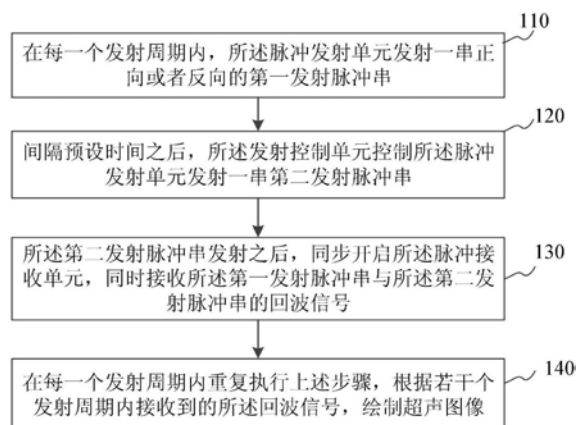 110
在每一个发射周期内，所述脉冲发射单元发射一串正
向或者反向的第一发射脉冲串
120
间隔预设时间之后，所述发射控制单元控制所述脉冲
发射单元发射一串第二发射脉冲串
所述第二发射脉冲串发射之后，同步开启所述脉冲接
收单元，同时接收所述第一发射脉冲串与所述第二发
射脉冲串的回波信号
130
在每一个发射周期内重复执行上述步骤，根据若干个
发射周期内接收到的所述回波信号，绘制超声图像
140